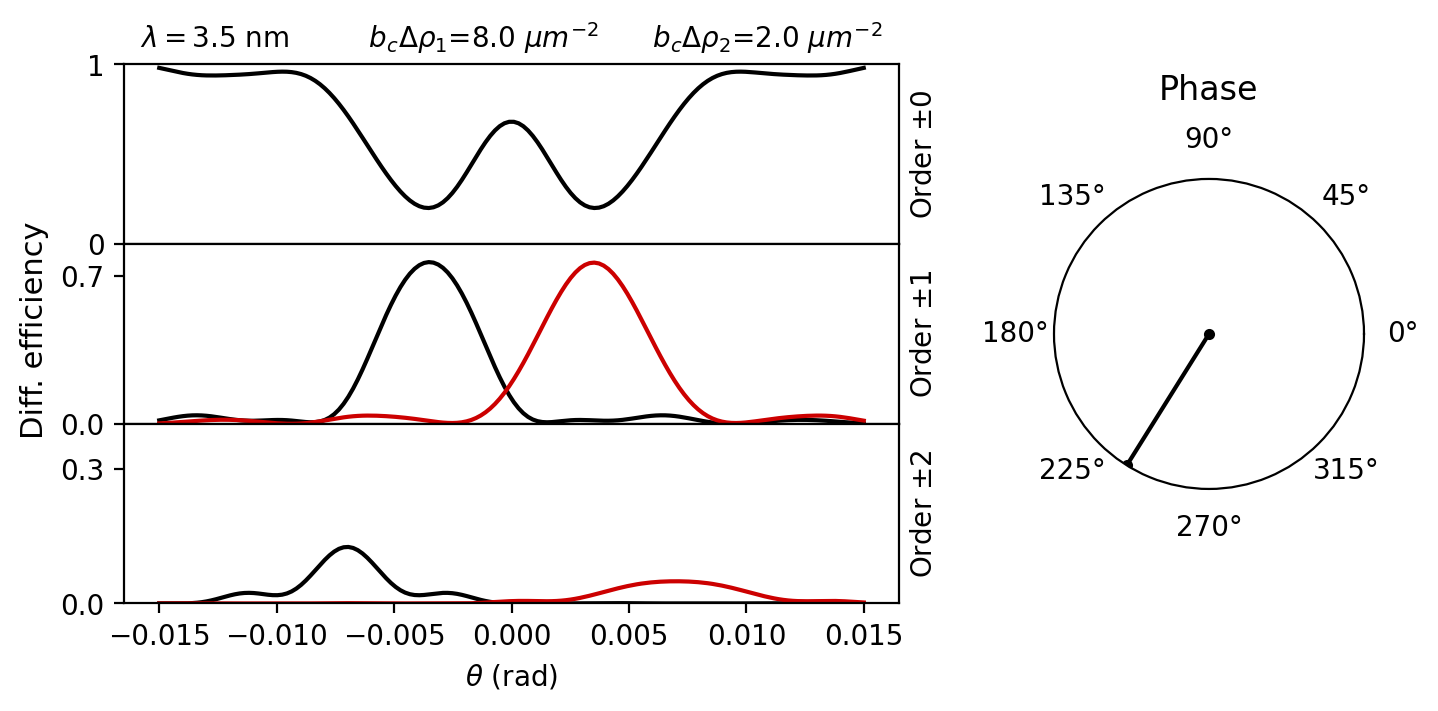 λ = 3.5 nm
b_cΔρ_1=8.0 μm^{-2}
b_cΔρ_2=2.0 μm^{-2}
1
0
Order ±0
Diff. efficiency
0.7
0.0
Order ±1
0.3
0.0
Order ±2
−0.015 −0.010 −0.005 0.000 0.005 0.010 0.015
θ (rad)
Phase
90°
135° 45°
180° 0°
225° 315°
270°